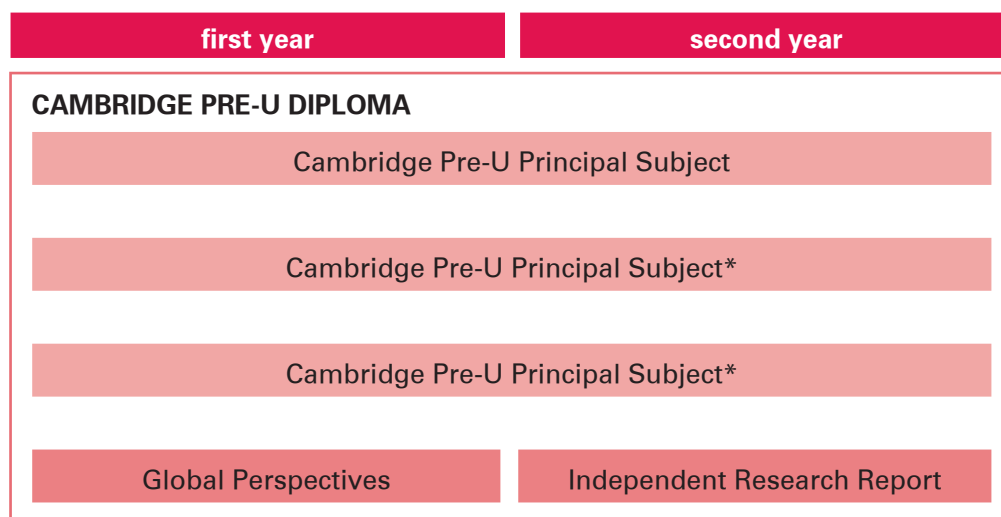 first year
second year
CAMBRIDGE PRE-U DIPLOMA
Cambridge Pre-U Principal Subject
Cambridge Pre-U Principal Subject*
Cambridge Pre-U Principal Subject*
Global Perspectives
Independent Research Report